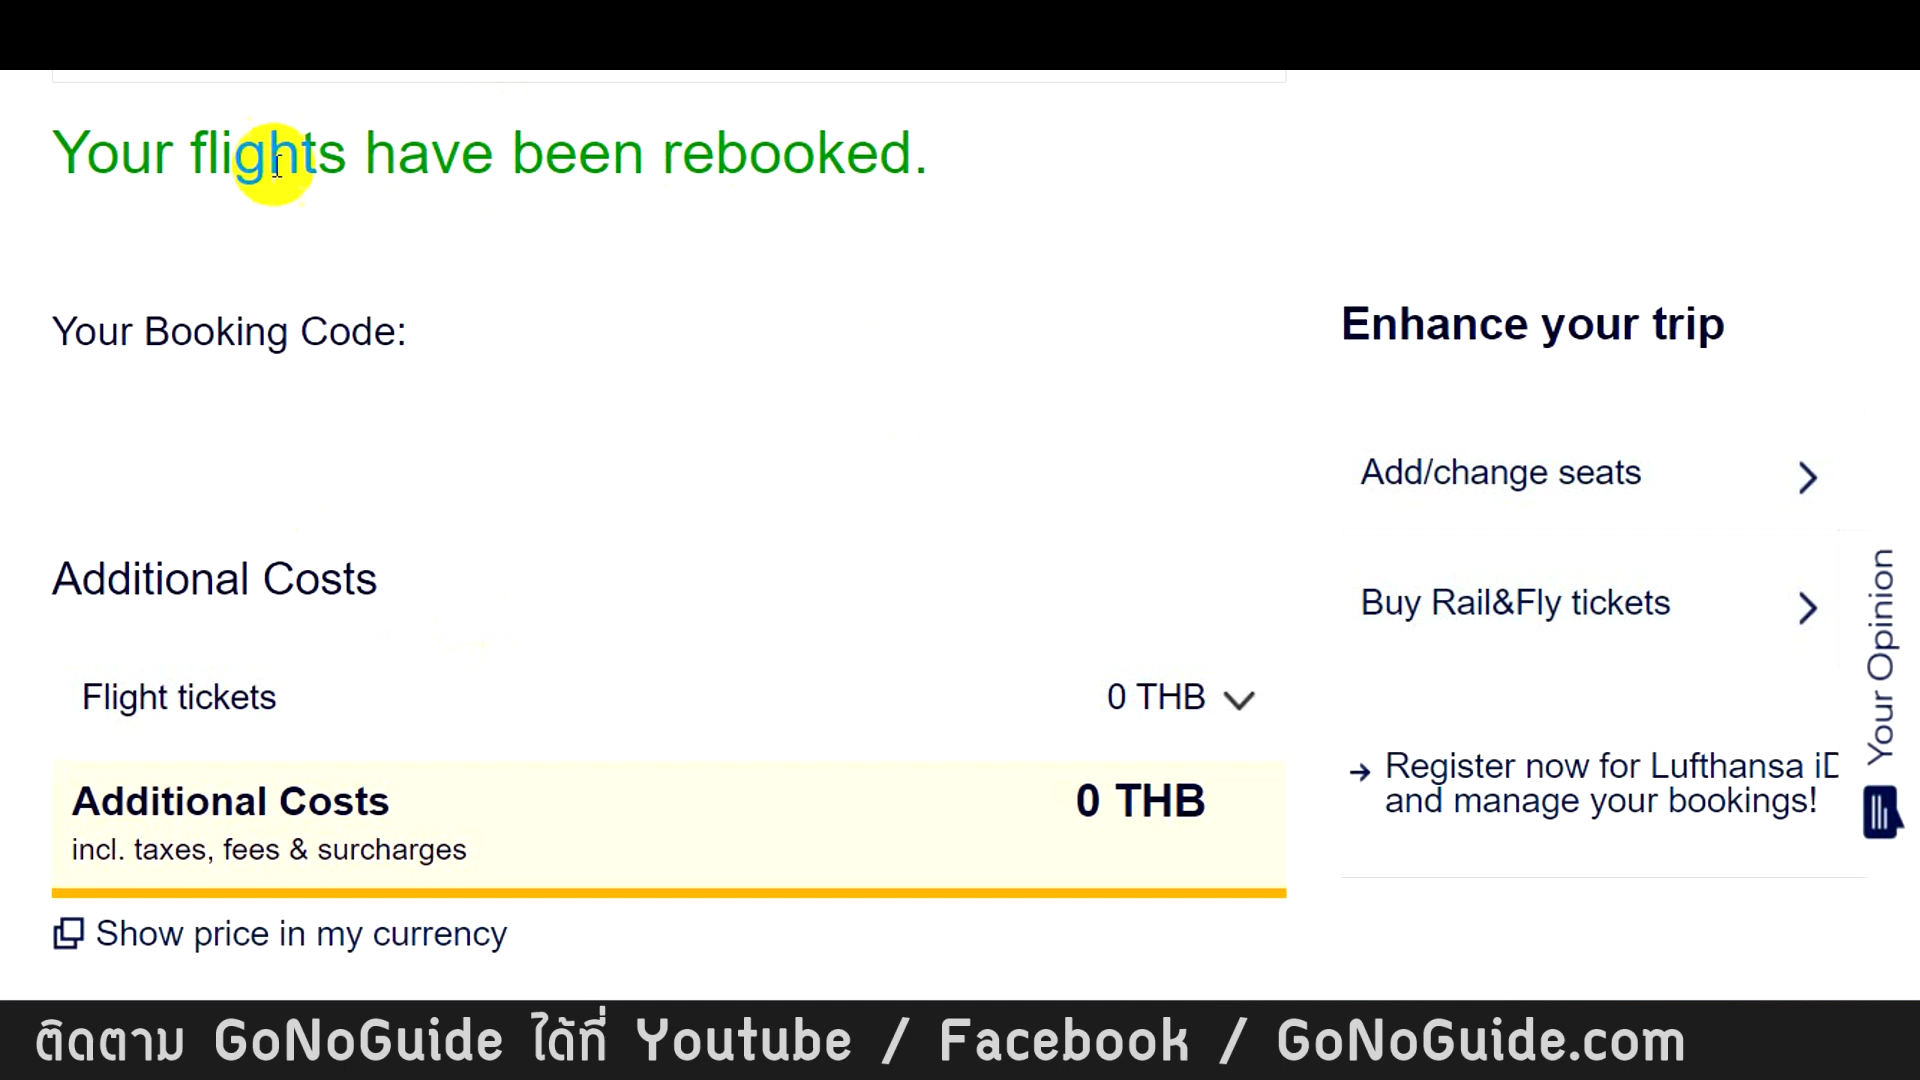 Your flights have been rebooked.
Your Booking Code:
Enhance your trip
Add/change seats
Additional Costs
Buy Rail&Fly tickets
Your Opinion
Flight tickets 0 THB
Register now for Lufthansa iD
and manage your bookings!
Additional Costs 0 THB
incl. taxes, fees & surcharges
Show price in my currency
ติดตาม GoNoGuide ได้ที่ Youtube / Facebook / GoNoGuide.com